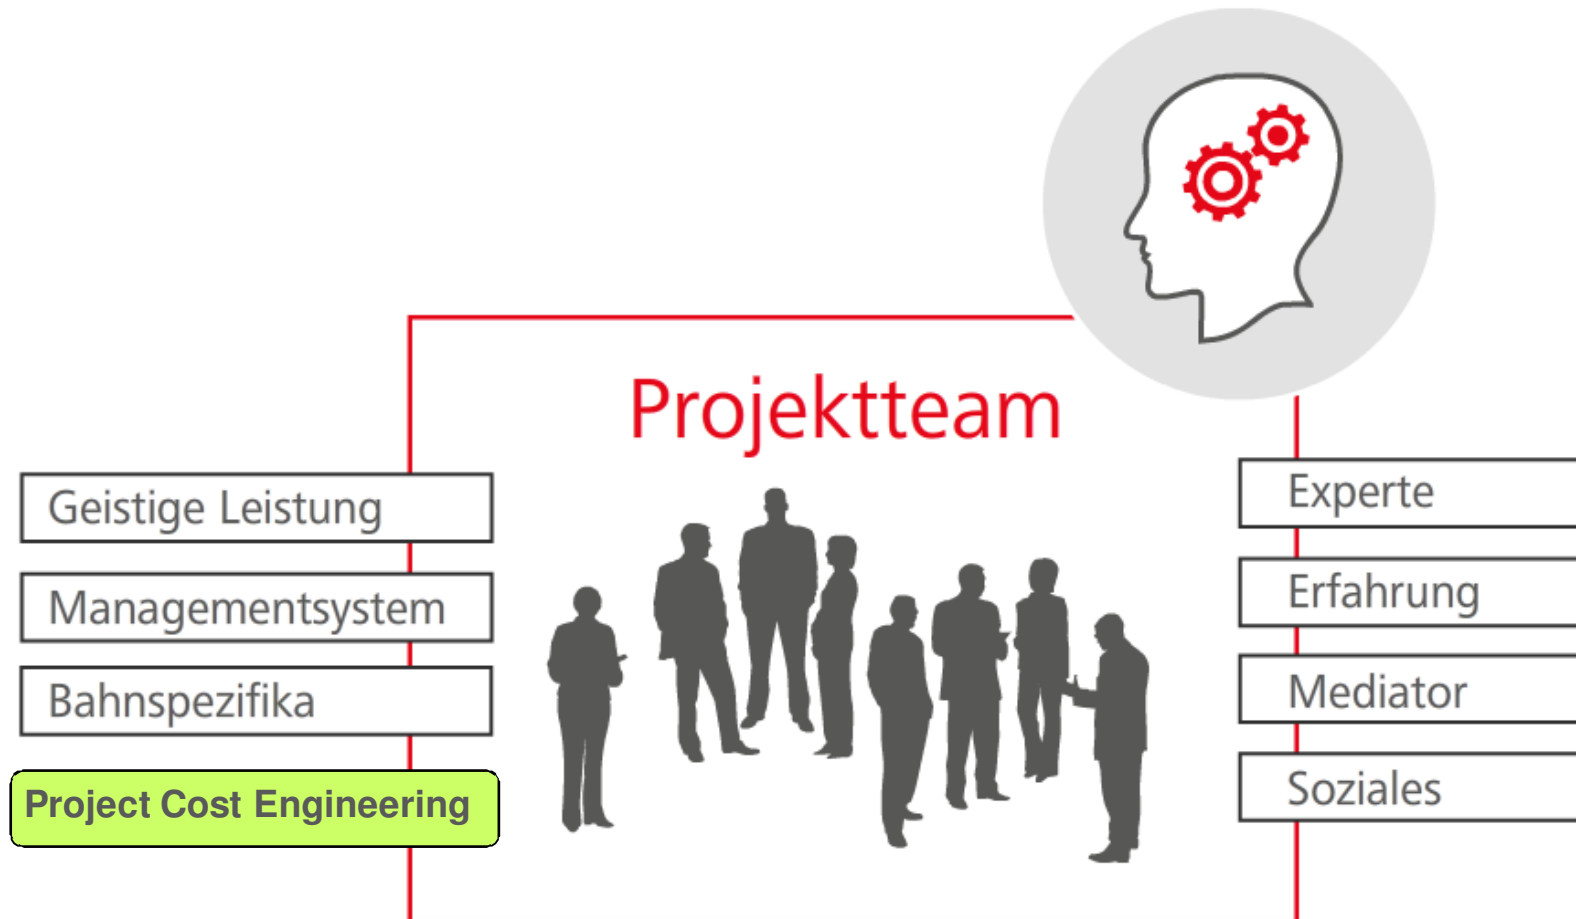 Projektteam
Geistige Leistung
Managementsystem
Bahnspezifika
Project Cost Engineering
Experte
Erfahrung
Mediator
Soziales